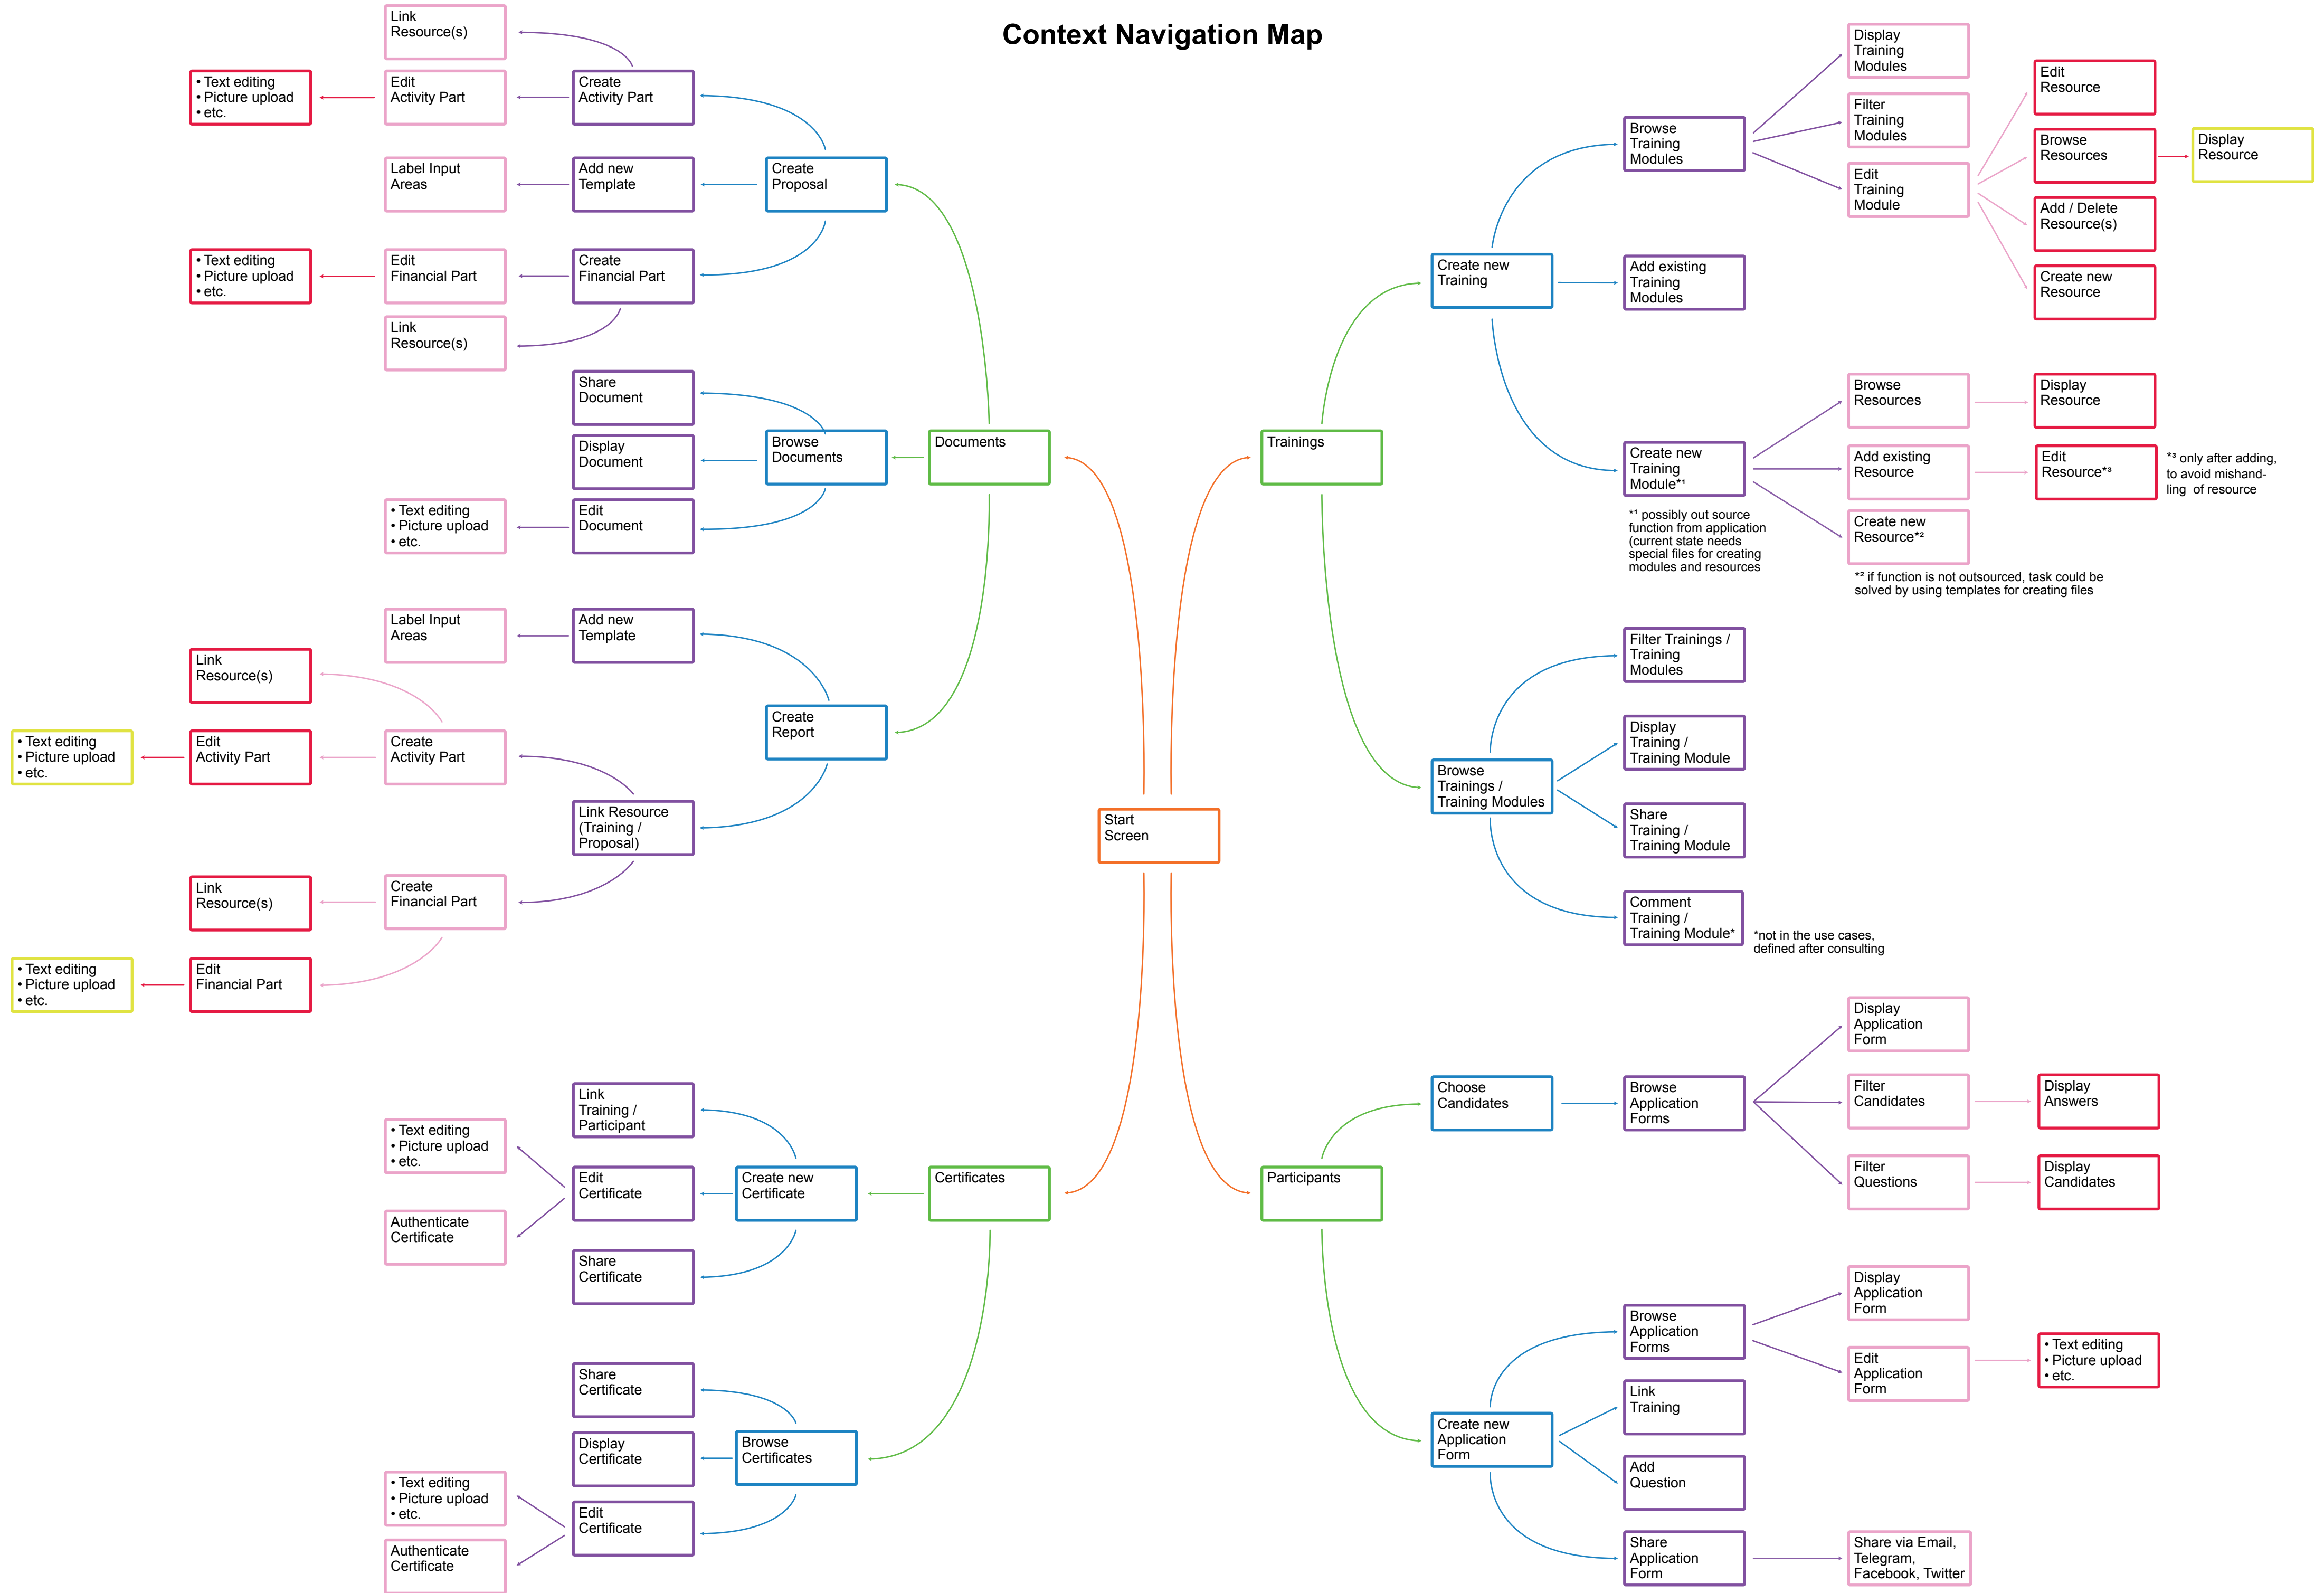 Context Navigation Map
Link
Resource(s)
• Text editing
• Picture upload
• etc.
Edit
Activity Part
Create
Activity Part
Label Input
Areas
Add new
Template
Create
Proposal
• Text editing
• Picture upload
• etc.
Edit
Financial Part
Create
Financial Part
Link
Resource(s)
Share
Document
Display
Document
Browse
Documents
Documents
• Text editing
• Picture upload
• etc.
Edit
Document
Label Input
Areas
Add new
Template
Link
Resource(s)
Create
Report
• Text editing
• Picture upload
• etc.
Edit
Activity Part
Create
Activity Part
Link Resource
(Training /
Proposal)
Link
Resource(s)
Create
Financial Part
• Text editing
• Picture upload
• etc.
Edit
Financial Part
Start
Screen
Link
Training /
Participant
• Text editing
• Picture upload
• etc.
Edit
Certificate
Create new
Certificate
Certificates
Authenticate
Certificate
Share
Certificate
Share
Certificate
Display
Certificate
Browse
Certificates
• Text editing
• Picture upload
• etc.
Edit
Certificate
Authenticate
Certificate
Display
Training
Modules
Edit
Resource
Browse
Training
Modules
Filter
Training
Modules
Browse
Resources
Display
Resource
Edit
Training
Module
Add / Delete
Resource(s)
Create new
Resource
Create new
Training
Add existing
Training
Modules
Trainings
Browse
Resources
Display
Resource
Create new
Training
Module*¹
Add existing
Resource
Edit
Resource*³
*³ only after adding,
to avoid mishand-
ling of resource
Create new
Resource*²
*¹ possibly out source
function from application
(current state needs
special files for creating
modules and resources
*² if function is not outsourced, task could be
solved by using templates for creating files
Filter Trainings /
Training
Modules
Display
Training /
Training Module
Browse
Trainings /
Training Modules
Share
Training /
Training Module
Comment
Training /
Training Module*
*not in the use cases,
defined after consulting
Display
Application
Form
Choose
Candidates
Browse
Application
Forms
Filter
Candidates
Display
Answers
Participants
Filter
Questions
Display
Candidates
Display
Application
Form
Browse
Application
Forms
Edit
Application
Form
• Text editing
• Picture upload
• etc.
Link
Training
Create new
Application
Form
Add
Question
Share
Application
Form
Share via Email,
Telegram,
Facebook, Twitter